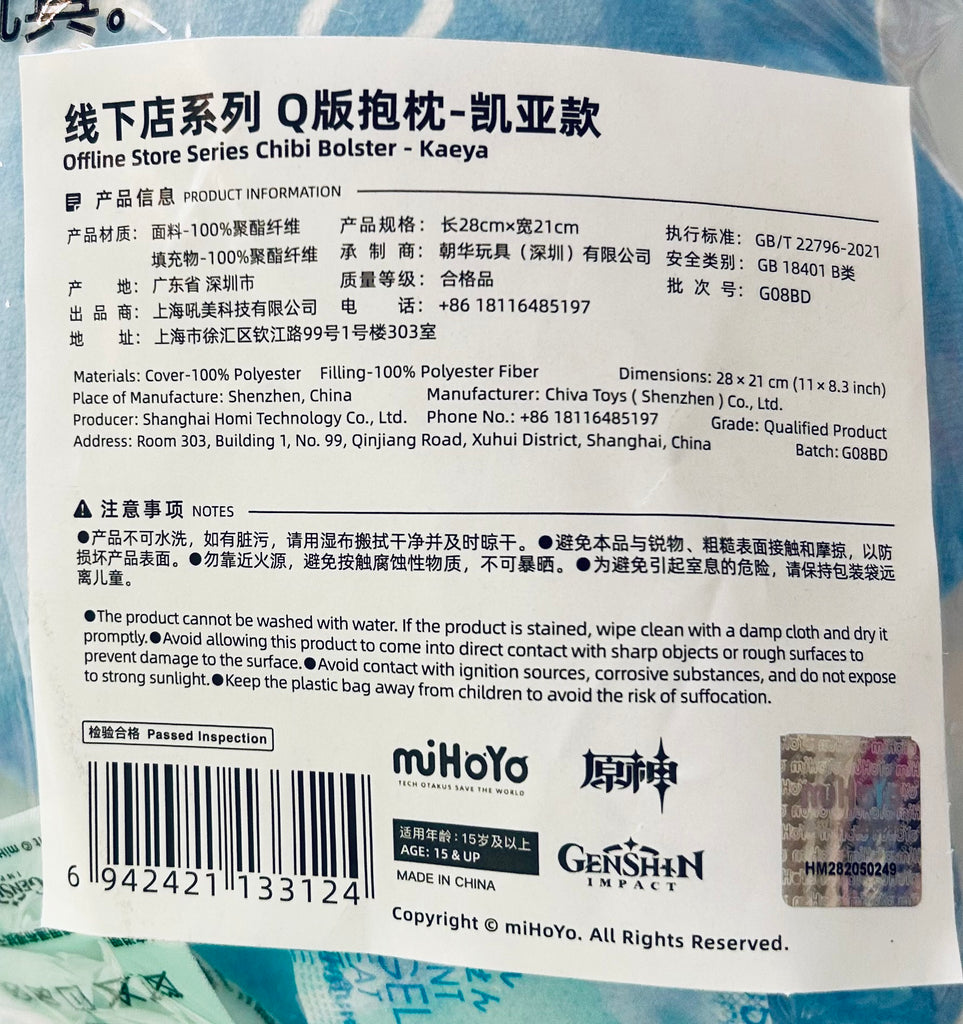 玩具。
线下店系列 Q版抱枕-凯亚款
Offline Store Series Chibi Bolster - Kaeya
产品信息 PRODUCT INFORMATION
产品材质： 面料-100%聚酯纤维 产品规格： 长28cm×宽21cm 执行标准： GB/T 22796-2021
填充物-100%聚酯纤维 承 制 商： 朝华玩具（深圳）有限公司 安全类别： GB 18401 B类
产 地： 广东省 深圳市 质量等级： 合格品 批 次 号： G08BD
出 品 商： 上海吼美科技有限公司 电 话： +86 18116485197
地 址： 上海市徐汇区钦江路99号1号楼303室
Materials: Cover-100% Polyester Filling-100% Polyester Fiber Dimensions: 28 × 21 cm (11 × 8.3 inch)
Place of Manufacture: Shenzhen, China Manufacturer: Chiva Toys ( Shenzhen ) Co., Ltd.
Producer: Shanghai Homi Technology Co., Ltd. Phone No.: +86 18116485197 Grade: Qualified Product
Address: Room 303, Building 1, No. 99, Qinjiang Road, Xuhui District, Shanghai, China Batch: G08BD
注意事项 NOTES
●产品不可水洗，如有脏污，请用湿布搬拭干净并及时晾干。●避免本品与锐物、粗糙表面接触和摩擦，以防
损坏产品表面。●勿靠近火源，避免按触腐蚀性物质，不可暴晒。●为避免引起窒息的危险，请保持包装袋远
离儿童。
●The product cannot be washed with water. If the product is stained, wipe clean with a damp cloth and dry it
promptly.●Avoid allowing this product to come into direct contact with sharp objects or rough surfaces to
prevent damage to the surface.●Avoid contact with ignition sources, corrosive substances, and do not expose
to strong sunlight.●Keep the plastic bag away from children to avoid the risk of suffocation.
检验合格 Passed Inspection
miHoYo
TECH OTAKUS SAVE THE WORLD
原神
适用年龄：15岁及以上
AGE: 15 & UP
MADE IN CHINA
GENSHIN
IMPACT
miHoYo
HM282050249
6 942421 133124
Copyright © miHoYo. All Rights Reserved.